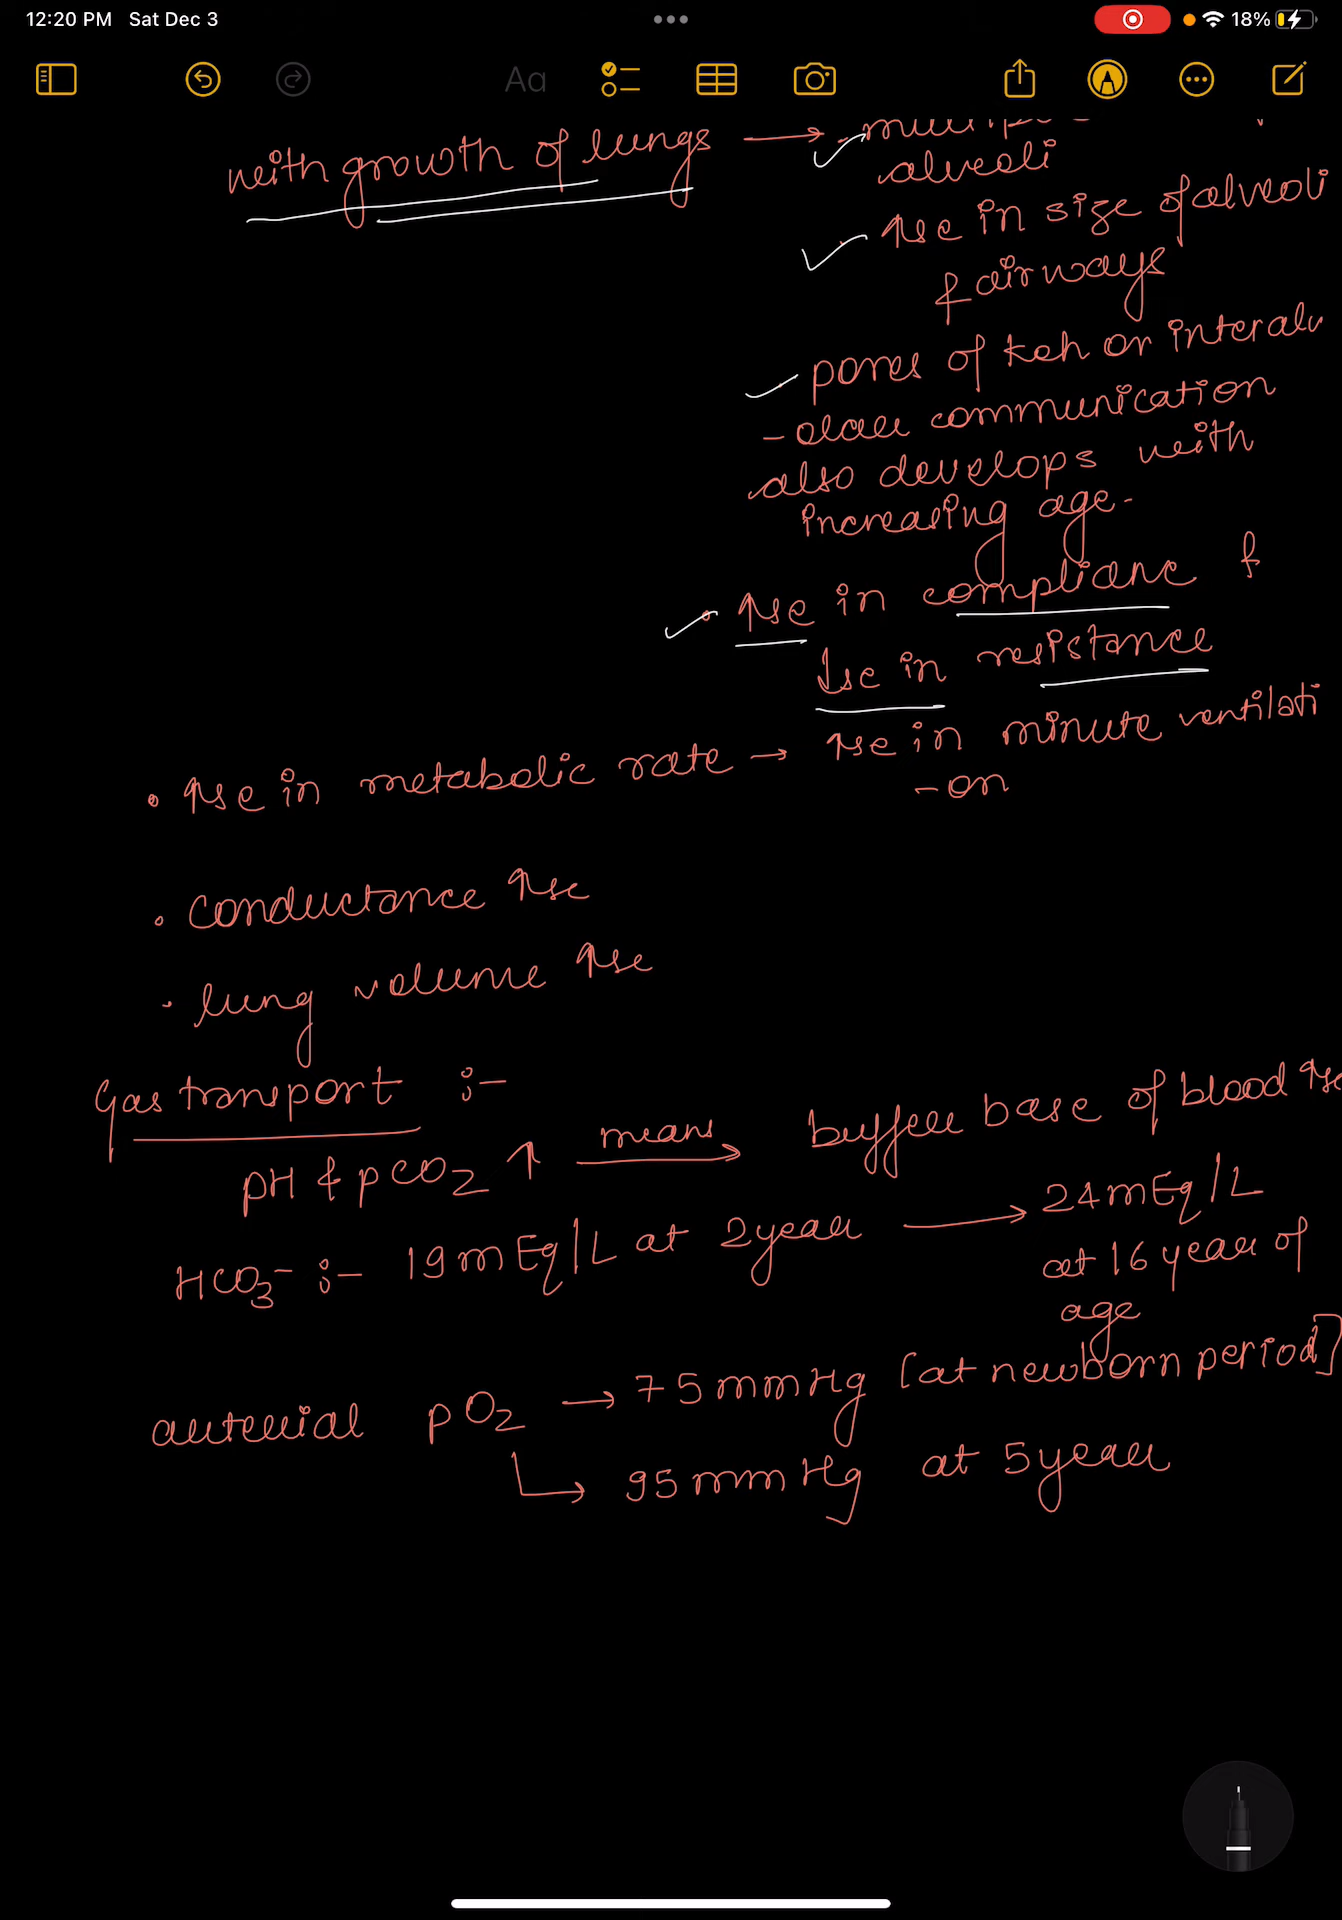 12:20 PM Sat Dec 3
18%
Aa
with growth of lungs →
alveoli
↑se in size of alveoli
& airways
pores of Koh or interalv
-olar communication
also develops with
increasing age.
• ↑se in compliance &
↓se in resistance
• ↑se in metabolic rate → ↑se in minute ventilati
-on
• conductance ↑se
• lung volume ↑se
Gas transport :-
pH & pCO2 ↑ means → buffer base of blood ↑se
HCO3⁻ :- 19 mEq/L at 2 year → 24 mEq/L
at 16 year of
age
arterial pO2 → 75 mmHg [at newborn period]
↳ 95 mm Hg at 5 year